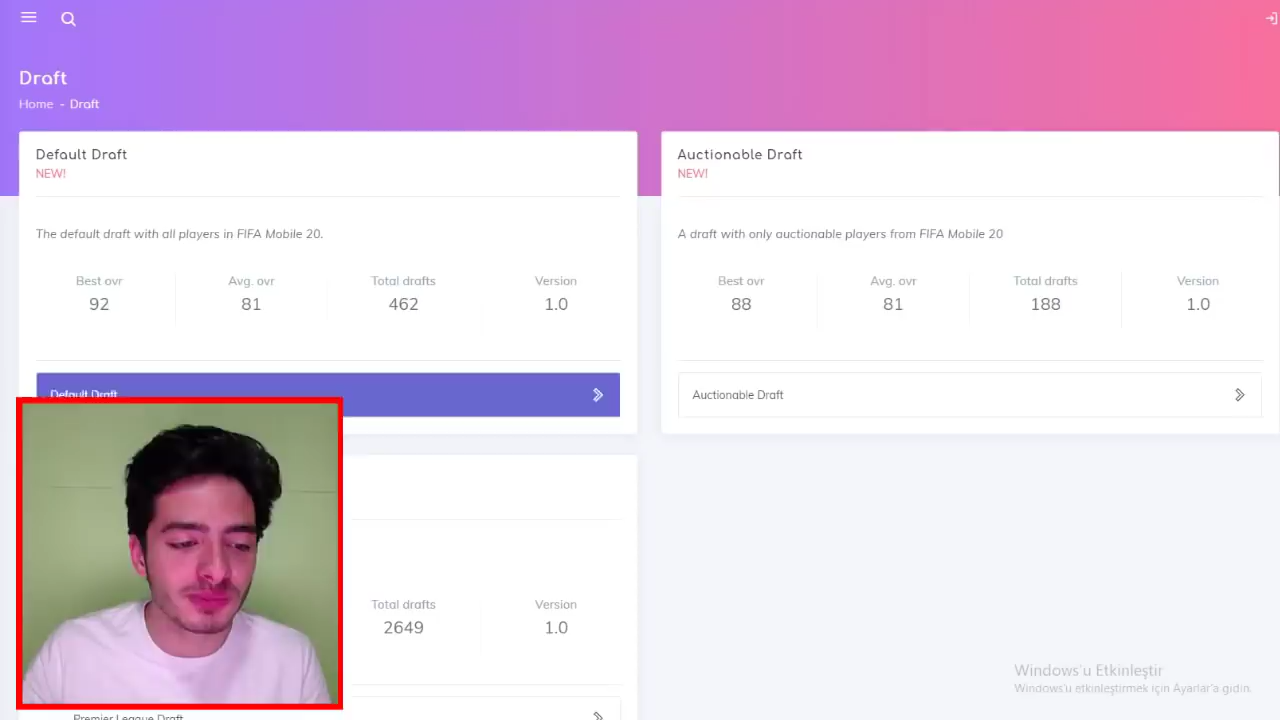 Draft
Home - Draft
Default Draft
NEW!
The default draft with all players in FIFA Mobile 20.
Best ovr Avg. ovr Total drafts Version
92 81 462 1.0
Default Draft
Auctionable Draft
NEW!
A draft with only auctionable players from FIFA Mobile 20
Best ovr Avg. ovr Total drafts Version
88 81 188 1.0
Auctionable Draft
Total drafts Version
2649 1.0
Premier League Draft
Windows'u Etkinleştir
Windows'u etkinleştirmek için Ayarlar'a gidin.